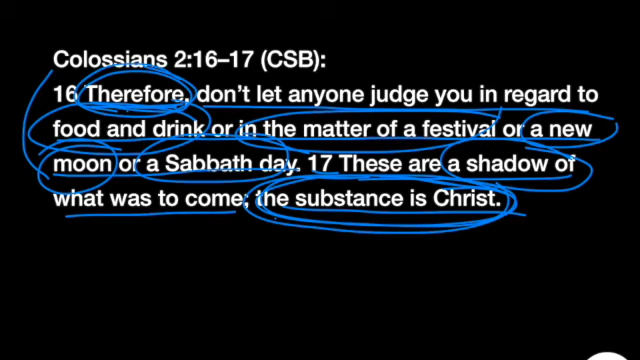 Colossians 2:16–17 (CSB):
16 Therefore, don't let anyone judge you in regard to
food and drink or in the matter of a festival or a new
moon or a Sabbath day. 17 These are a shadow of
what was to come; the substance is Christ.